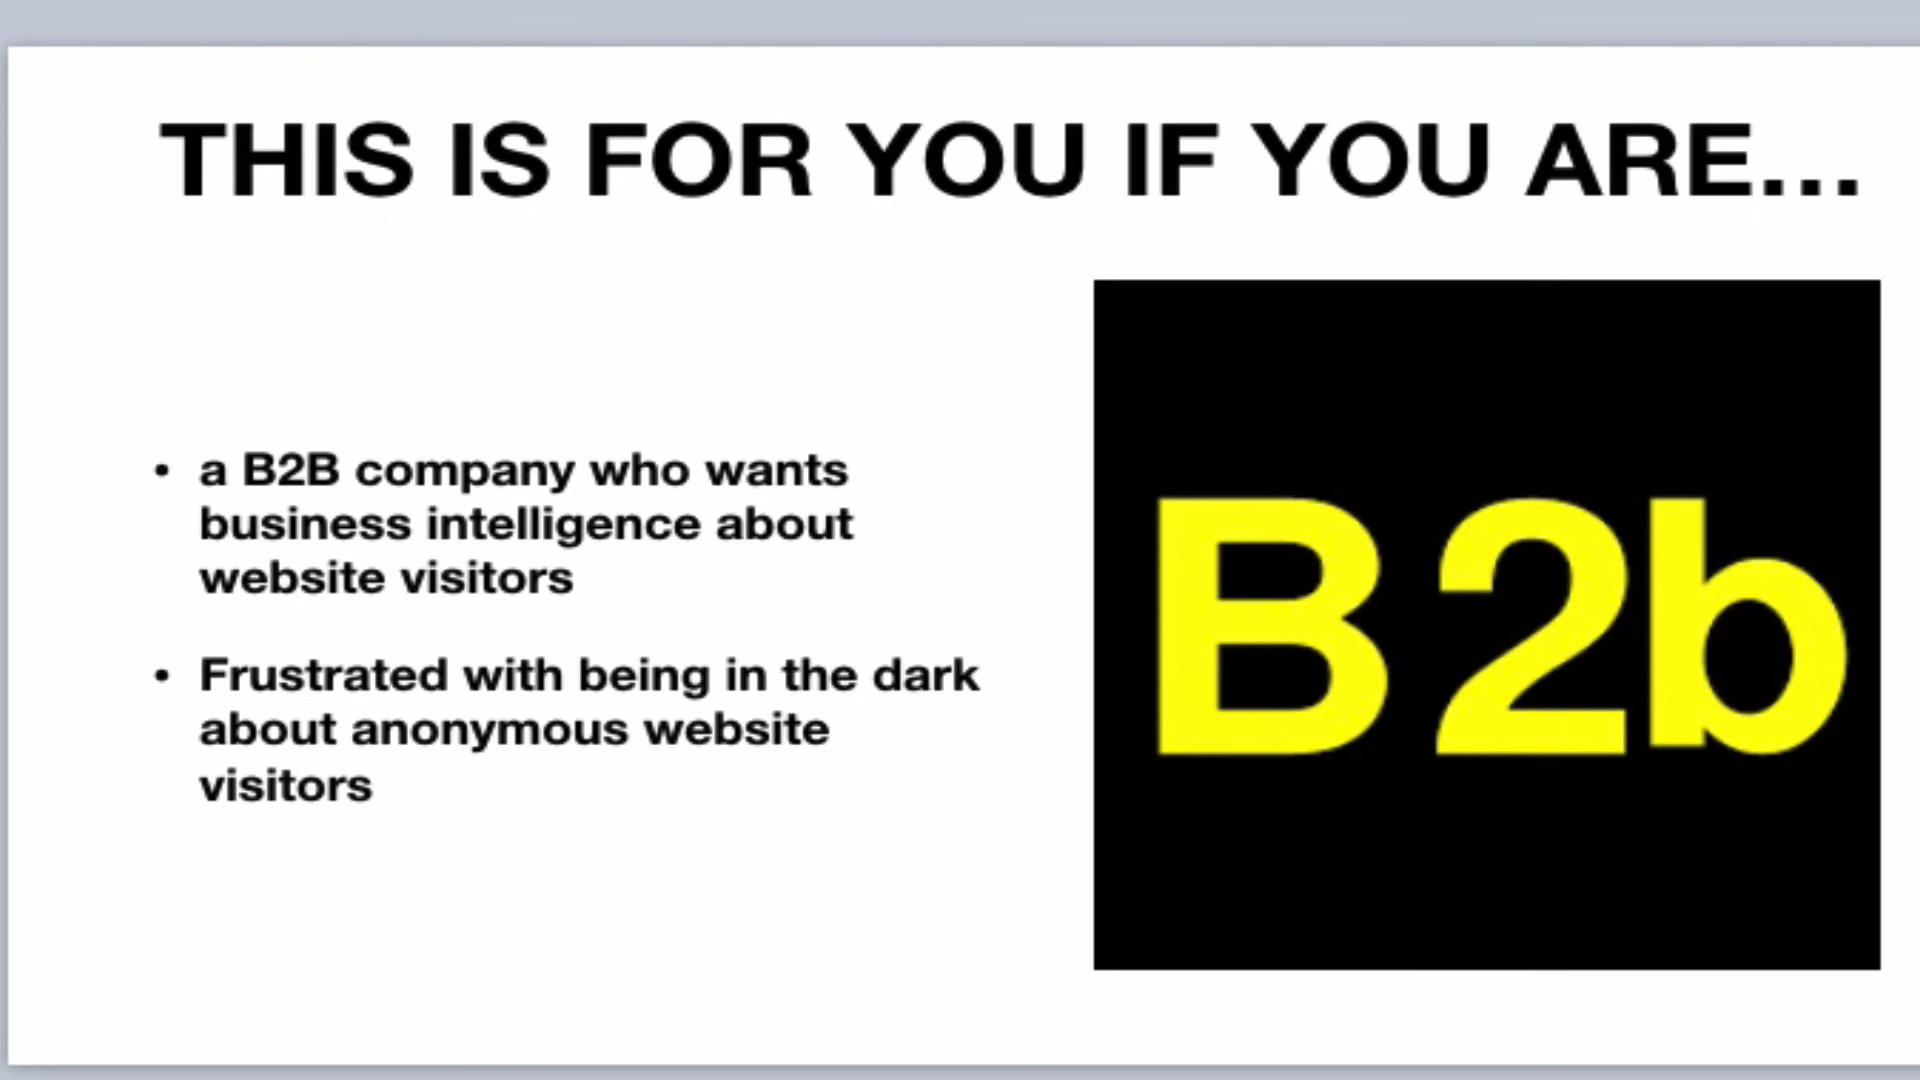 THIS IS FOR YOU IF YOU ARE...
• a B2B company who wants
business intelligence about
website visitors
• Frustrated with being in the dark
about anonymous website
visitors
B2b